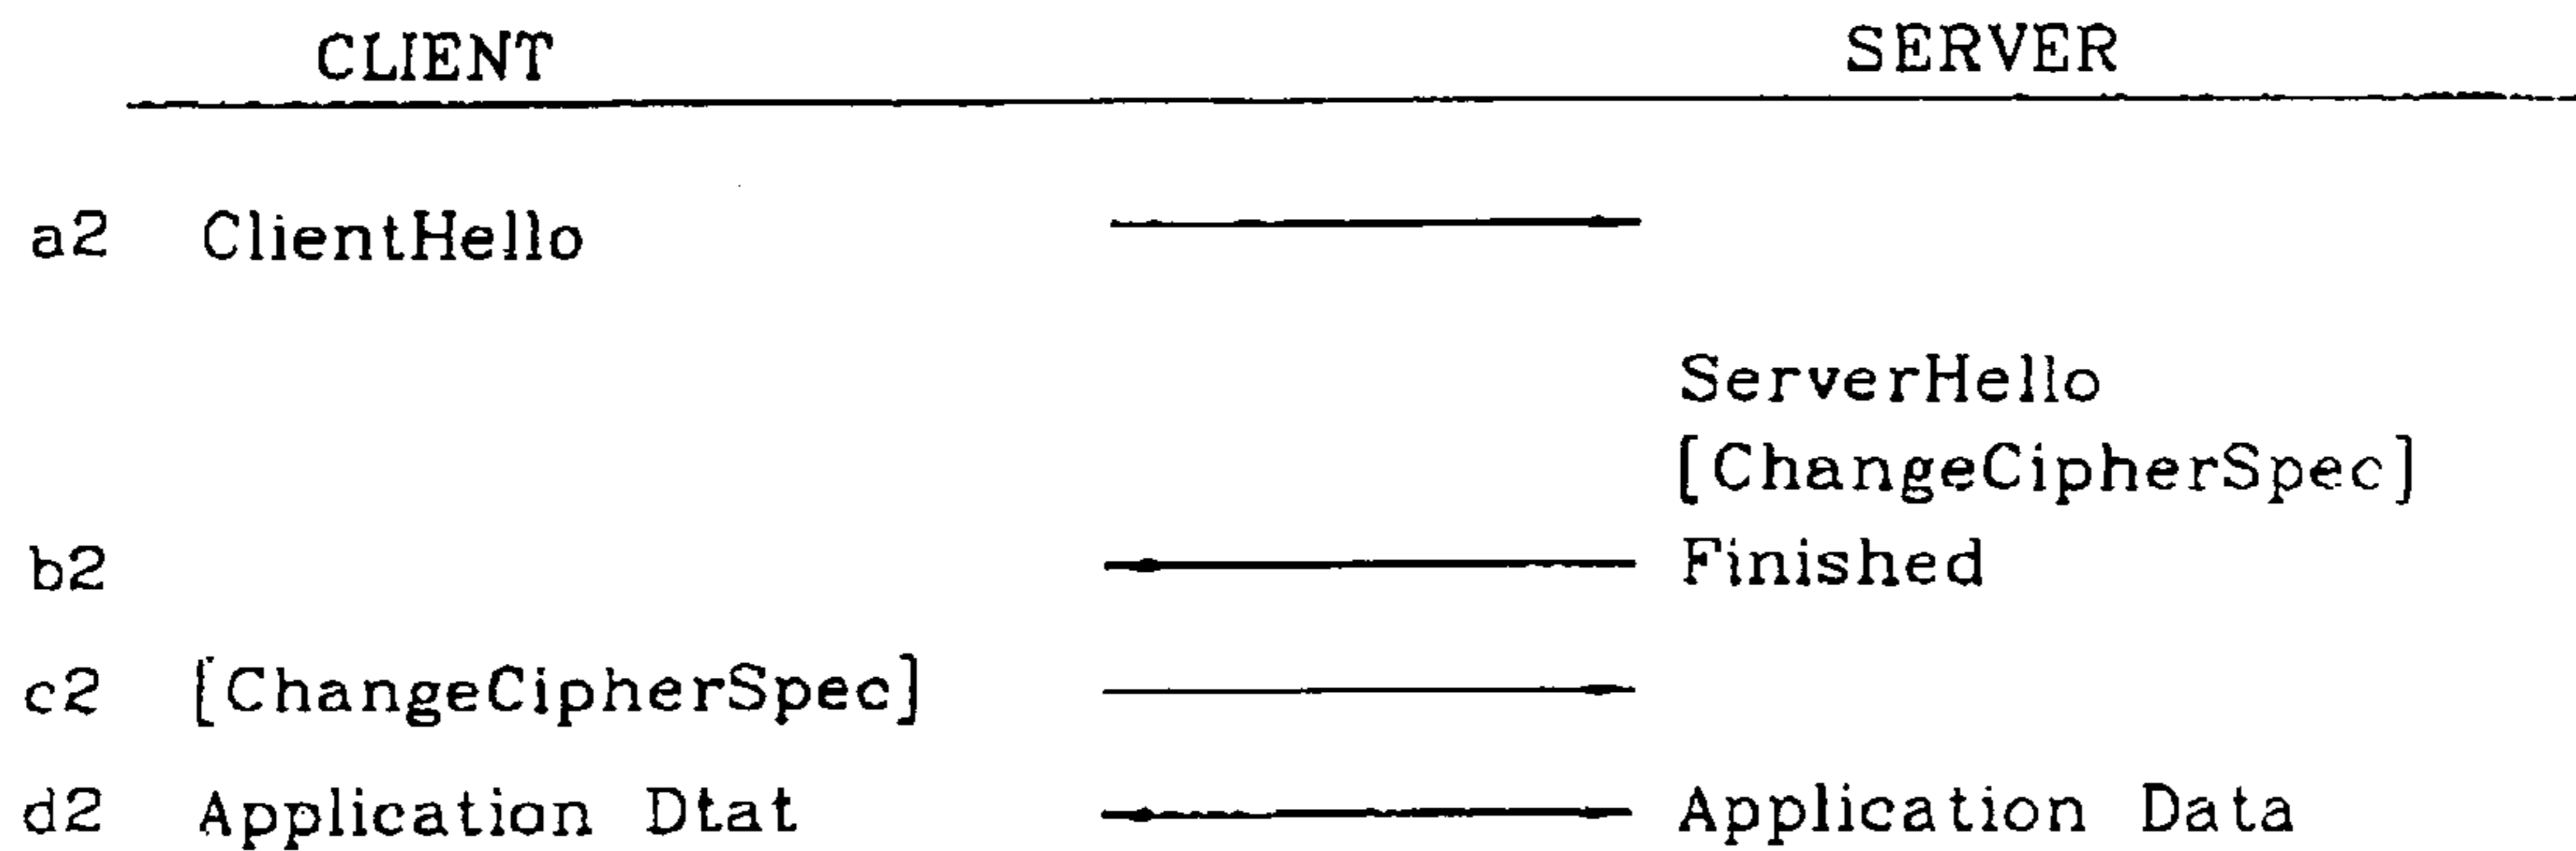 CLIENT SERVER
a2 ClientHello
ServerHello
[ChangeCipherSpec]
b2 Finished
c2 [ChangeCipherSpec]
d2 Application Dtat Application Data